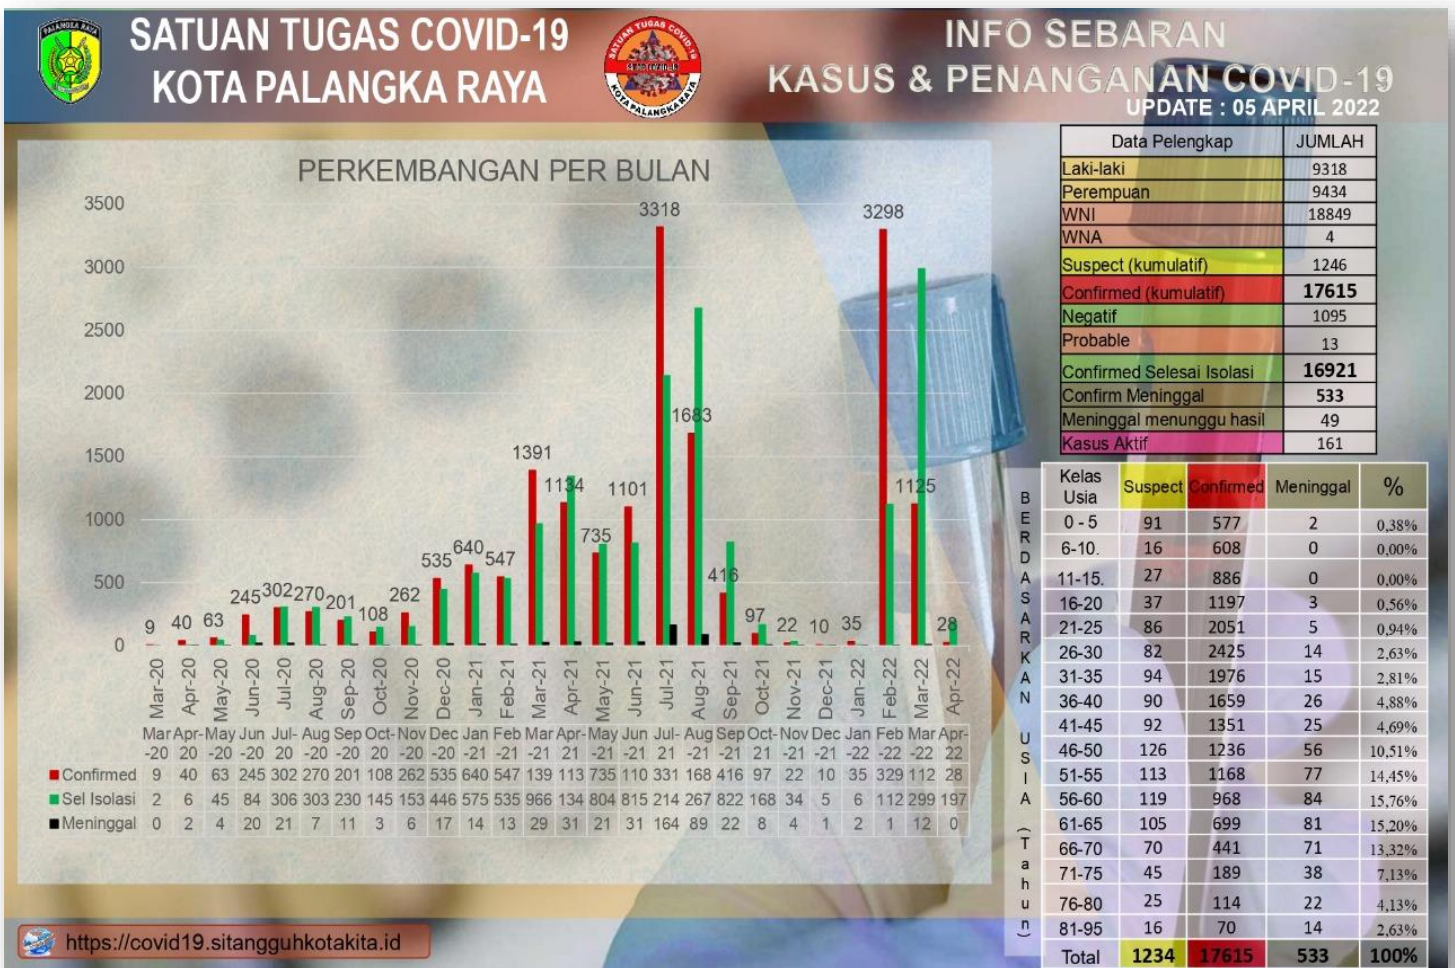 PALANGKA RAYA
SATUAN TUGAS COVID-19
KOTA PALANGKA RAYA
SATUAN TUGAS COVID-19
KOTA PALANGKA RAYA
INFO SEBARAN
KASUS & PENANGANAN COVID-19
UPDATE : 05 APRIL 2022
PERKEMBANGAN PER BULAN
3500
3000
2500
2000
1500
1000
500
0
9 40 63 245 302 270 201 108 262 535 640 547 1391 1134 735 1101 3318 1683 416 97 22 10 35 3298 1125 28
Mar-20 Apr-20 May-20 Jun-20 Jul-20 Aug-20 Sep-20 Oct-20 Nov-20 Dec-20 Jan-21 Feb-21 Mar-21 Apr-21 May-21 Jun-21 Jul-21 Aug-21 Sep-21 Oct-21 Nov-21 Dec-21 Jan-22 Feb-22 Mar-22 Apr-22
Mar Apr- May Jun Jul- Aug Sep Oct- Nov Dec Jan Feb Mar Apr- May Jun Jul- Aug Sep Oct- Nov Dec Jan Feb Mar Apr-
-20 20 -20 -20 20 -20 -20 20 -20 -20 -21 -21 -21 21 -21 -21 21 -21 -21 21 -21 -21 -22 -22 -22 22
Confirmed 9 40 63 245 302 270 201 108 262 535 640 547 139 113 735 110 331 168 416 97 22 10 35 329 112 28
Sel Isolasi 2 6 45 84 306 303 230 145 153 446 575 535 966 134 804 815 214 267 822 168 34 5 6 112 299 197
Meninggal 0 2 4 20 21 7 11 3 6 17 14 13 29 31 21 31 164 89 22 8 4 1 2 1 12 0
Data Pelengkap JUMLAH
Laki-laki 9318
Perempuan 9434
WNI 18849
WNA 4
Suspect (kumulatif) 1246
Confirmed (kumulatif) 17615
Negatif 1095
Probable 13
Confirmed Selesai Isolasi 16921
Confirm Meninggal 533
Meninggal menunggu hasil 49
Kasus Aktif 161
BERDASARKAN USIA (Tahun)
Kelas Usia Suspect Confirmed Meninggal %
0 - 5 91 577 2 0,38%
6-10. 16 608 0 0,00%
11-15. 27 886 0 0,00%
16-20 37 1197 3 0,56%
21-25 86 2051 5 0,94%
26-30 82 2425 14 2,63%
31-35 94 1976 15 2,81%
36-40 90 1659 26 4,88%
41-45 92 1351 25 4,69%
46-50 126 1236 56 10,51%
51-55 113 1168 77 14,45%
56-60 119 968 84 15,76%
61-65 105 699 81 15,20%
66-70 70 441 71 13,32%
71-75 45 189 38 7,13%
76-80 25 114 22 4,13%
81-95 16 70 14 2,63%
Total 1234 17615 533 100%
https://covid19.sitangguhkotakita.id